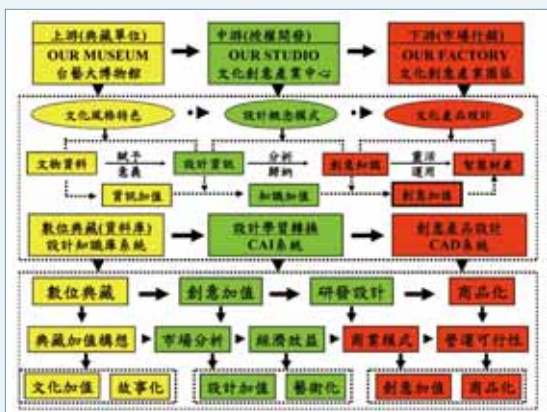 上游(典藏單位)
OUR MUSEUM
台藝大博物館
中游(授權開發)
OUR STUDIO
文化創意產業中心
下游(市場行銷)
OUR FACTORY
文化創意產業園區
文化風格特色
設計概念模式
文化產品設計
文物資料
賦予
意義
設計資訊
分析
歸納
創意知識
靈活
運用
智慧財產
資訊加值
知識加值
創意加值
數位典藏(資料庫)
設計知識庫系統
設計學習轉換
CAI系統
創意產品設計
CAD系統
數位典藏
創意加值
研發設計
商品化
典藏加值構想
市場分析
經濟效益
商業模式
營運可行性
文化加值
故事化
設計加值
藝術化
創意加值
商品化